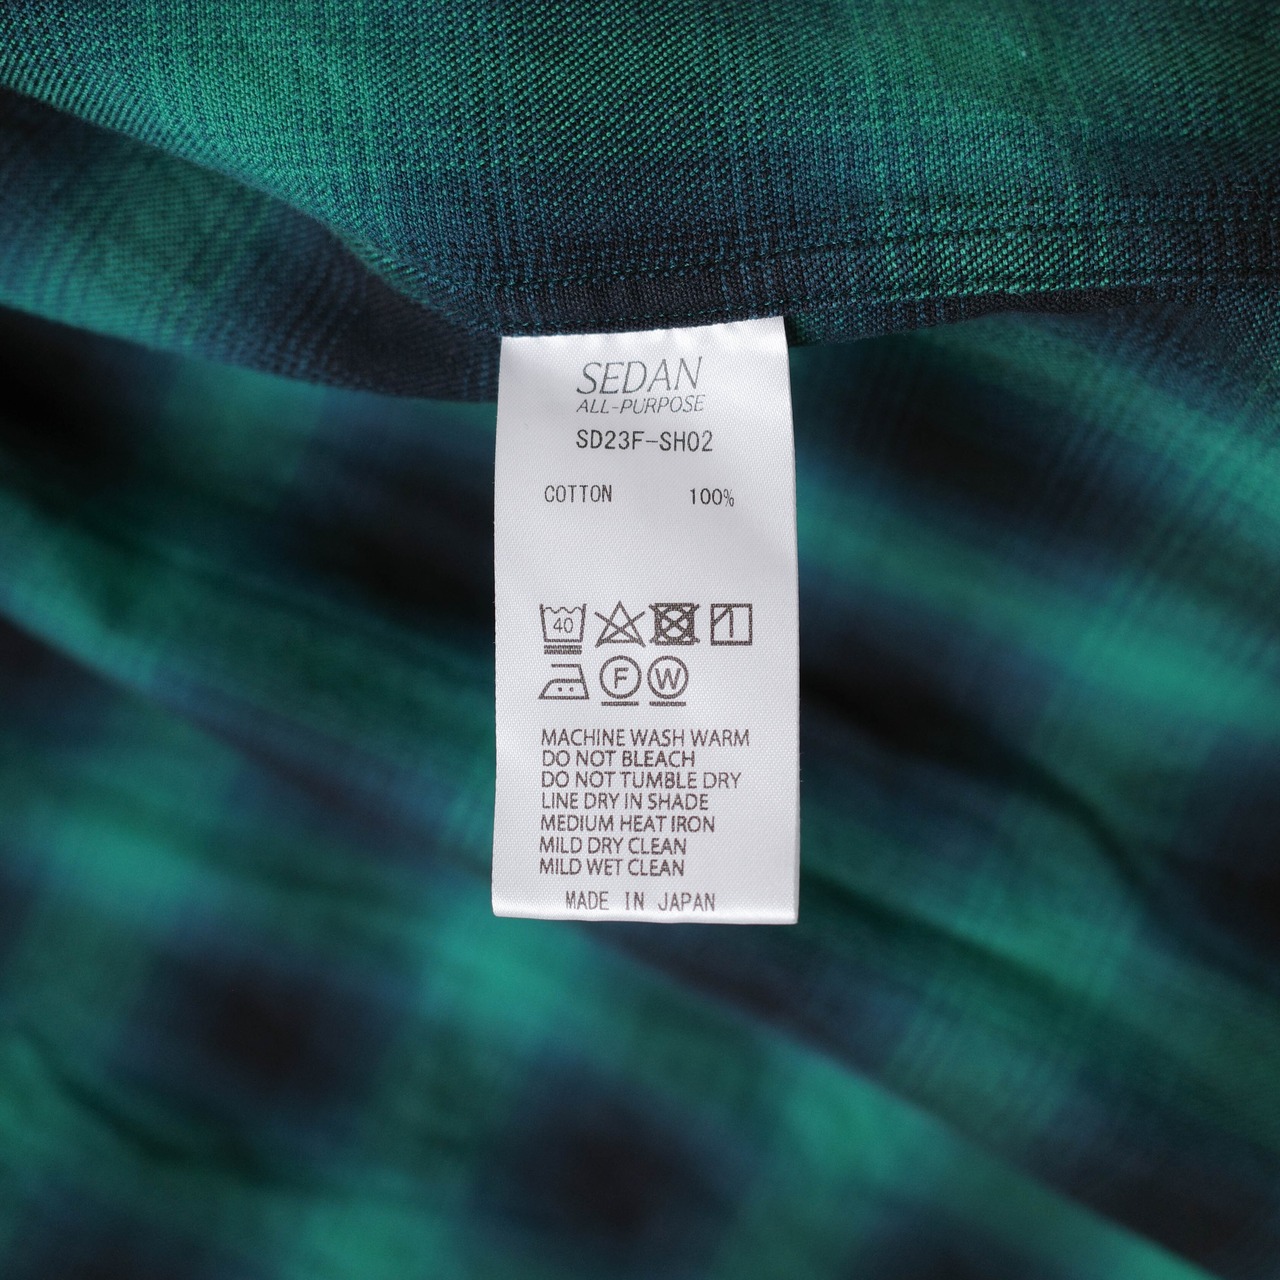 SEDAN
ALL-PURPOSE
SD23F-SH02
COTTON 100%
40
F W
MACHINE WASH WARM
DO NOT BLEACH
DO NOT TUMBLE DRY
LINE DRY IN SHADE
MEDIUM HEAT IRON
MILD DRY CLEAN
MILD WET CLEAN
MADE IN JAPAN